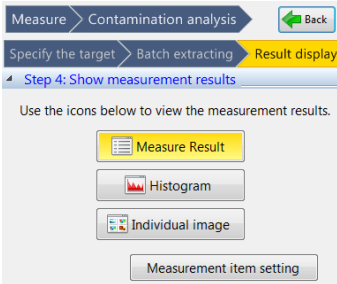 Measure Contamination analysis Back
Specify the target Batch extracting Result display
Step 4: Show measurement results
Use the icons below to view the measurement results.
Measure Result
Histogram
Individual image
Measurement item setting